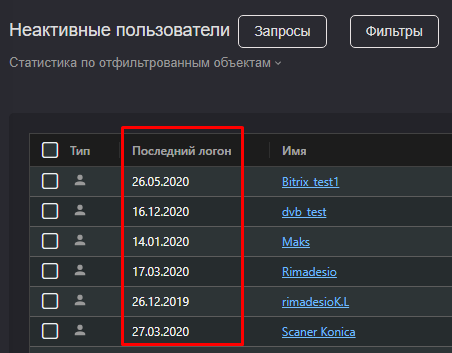 Неактивные пользователи Запросы Фильтры
Статистика по отфильтрованным объектам
Тип Последний логон Имя
26.05.2020 Bitrix_test1
16.12.2020 dvb_test
14.01.2020 Maks
17.03.2020 Rimadesio
26.12.2019 rimadesioK.L
27.03.2020 Scaner Konica